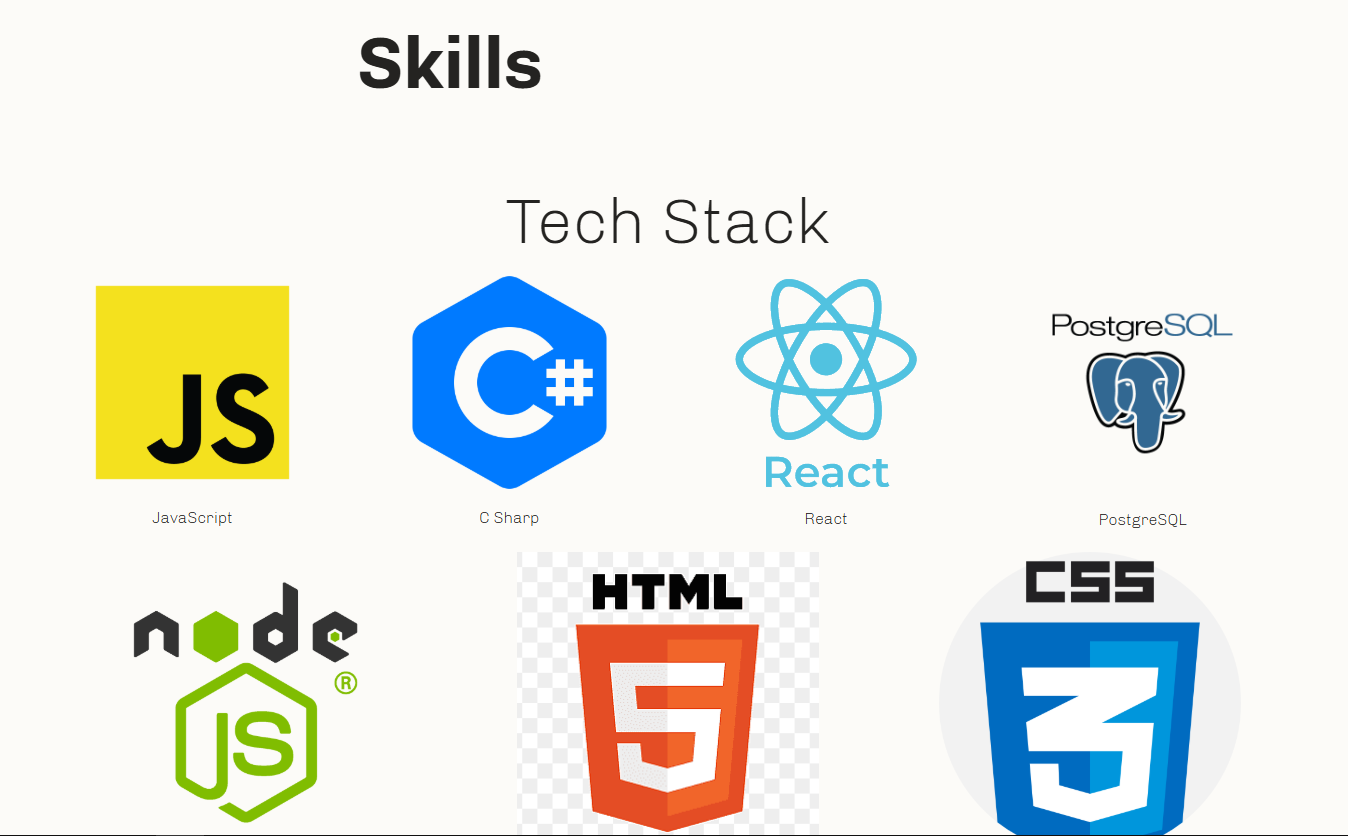 Skills
Tech Stack
JS
C#
React
PostgreSQL
JavaScript
C Sharp
React
PostgreSQL
node
JS
®
HTML
5
CSS
3